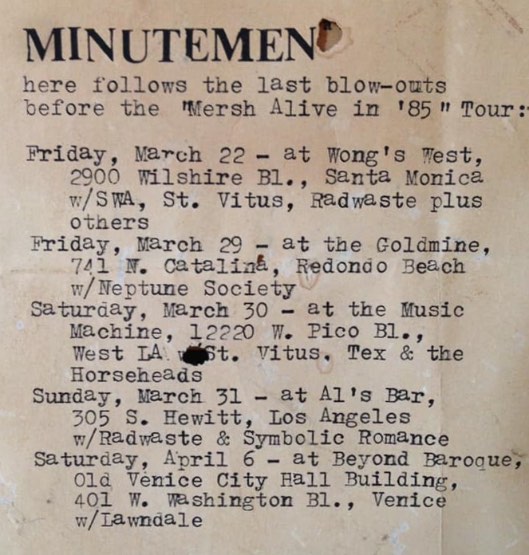 MINUTEMEN
here follows the last blow-outs
before the "Mersh Alive in '85" Tour:-
Friday, March 22 - at Wong's West,
2900 Wilshire Bl., Santa Monica
w/SWA, St. Vitus, Radwaste plus
others
Friday, March 29 - at the Goldmine,
741 N. Catalina, Redondo Beach
w/Neptune Society
Saturday, March 30 - at the Music
Machine, 12220 W. Pico Bl.,
West LA St. Vitus. Tex & the
Horseheads
Sunday, March 31 - at Al's Bar,
305 S. Hewitt, Los Angeles
w/Radwaste & Symbolic Romance
Saturday, April 6 - at Beyond Baroque,
Old Venice City Hall Building,
401 W. Washington Bl., Venice
w/Lawndale